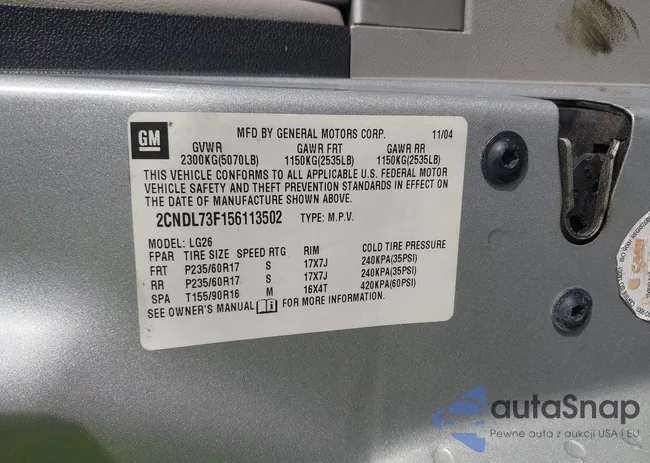 GM
MFD BY GENERAL MOTORS CORP. 11/04
GVWR GAWR FRT GAWR RR
2300KG(5070LB) 1150KG(2535LB) 1150KG(2535LB)
THIS VEHICLE CONFORMS TO ALL APPLICABLE U.S. FEDERAL MOTOR
VEHICLE SAFETY AND THEFT PREVENTION STANDARDS IN EFFECT ON
THE DATE OF MANUFACTURE SHOWN ABOVE.
2CNDL73F156113502 TYPE: M.P.V.
MODEL: LG26
FPAR TIRE SIZE SPEED RTG RIM COLD TIRE PRESSURE
FRT P235/60R17 S 17X7J 240KPA(35PSI)
RR P235/60R17 S 17X7J 240KPA(35PSI)
SPA T155/90R16 M 16X4T 420KPA(60PSI)
SEE OWNER'S MANUAL FOR MORE INFORMATION.
autaSnap
Pewne auta z aukcji USA i EU